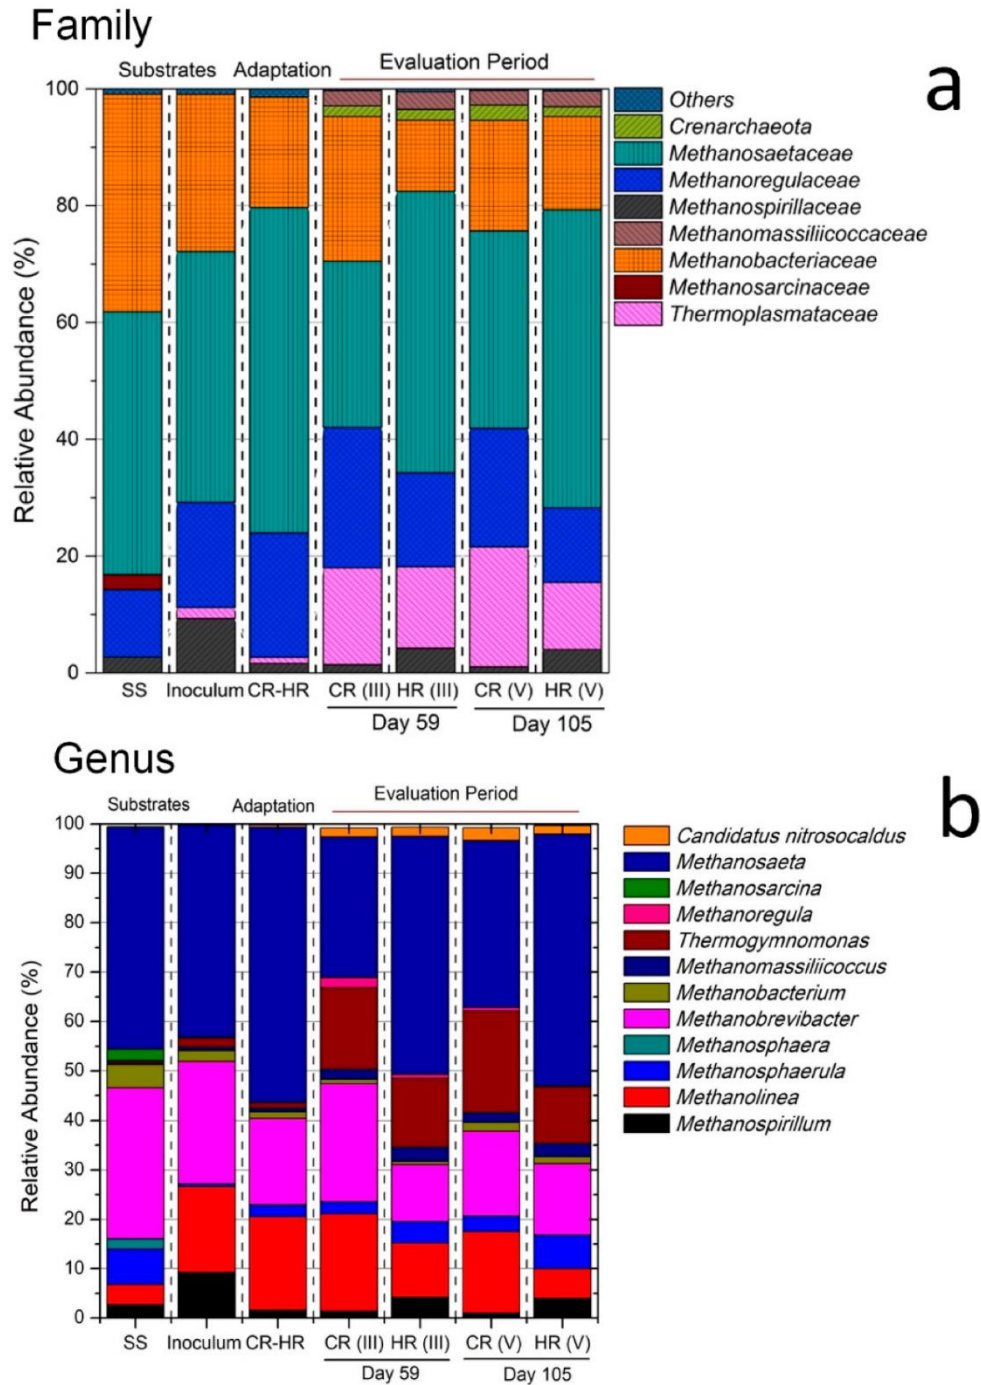 Family
a
Substrates Adaptation Evaluation Period
100
80
60
40
20
0
Relative Abundance (%)
Others
Crenarchaeota
Methanosaetaceae
Methanoregulaceae
Methanospirillaceae
Methanomassiliicoccaceae
Methanobacteriaceae
Methanosarcinaceae
Thermoplasmataceae
SS Inoculum CR-HR CR (III) HR (III) CR (V) HR (V)
Day 59 Day 105
Genus
b
Substrates Adaptation Evaluation Period
100
90
80
70
60
50
40
30
20
10
0
Relative Abundance (%)
Candidatus nitrosocaldus
Methanosaeta
Methanosarcina
Methanoregula
Thermogymnomonas
Methanomassiliicoccus
Methanobacterium
Methanobrevibacter
Methanosphaera
Methanosphaerula
Methanolinea
Methanospirillum
SS Inoculum CR-HR CR (III) HR (III) CR (V) HR (V)
Day 59 Day 105